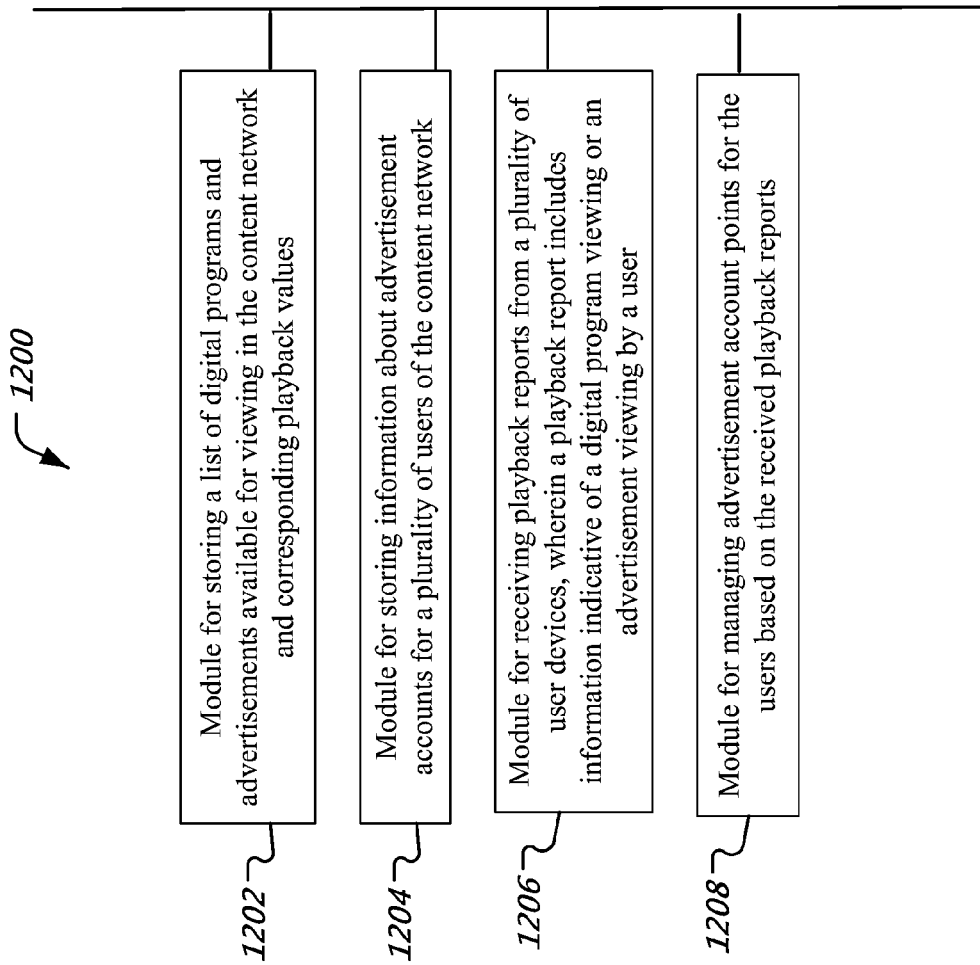 1200
1202
Module for storing a list of digital programs and
advertisements available for viewing in the content network
and corresponding playback values
1204
Module for storing information about advertisement
accounts for a plurality of users of the content network
1206
Module for receiving playback reports from a plurality of
user devices, wherein a playback report includes
information indicative of a digital program viewing or an
advertisement viewing by a user
1208
Module for managing advertisement account points for the
users based on the received playback reports